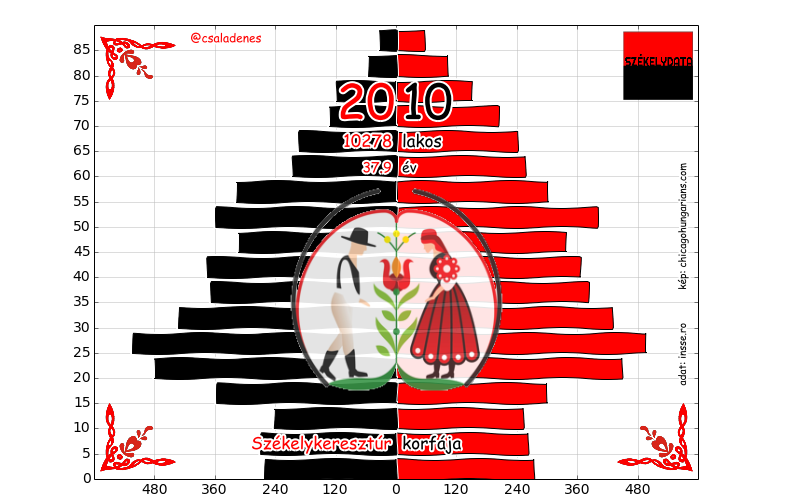 @csaladenes
SZÉKELYDATA
2010
10278 lakos
37.9 év
Székelykeresztúr korfája
kép: chicagohungarians.com
adat: insse.ro
85
80
75
70
65
60
55
50
45
40
35
30
25
20
15
10
5
0
480 360 240 120 0 120 240 360 480